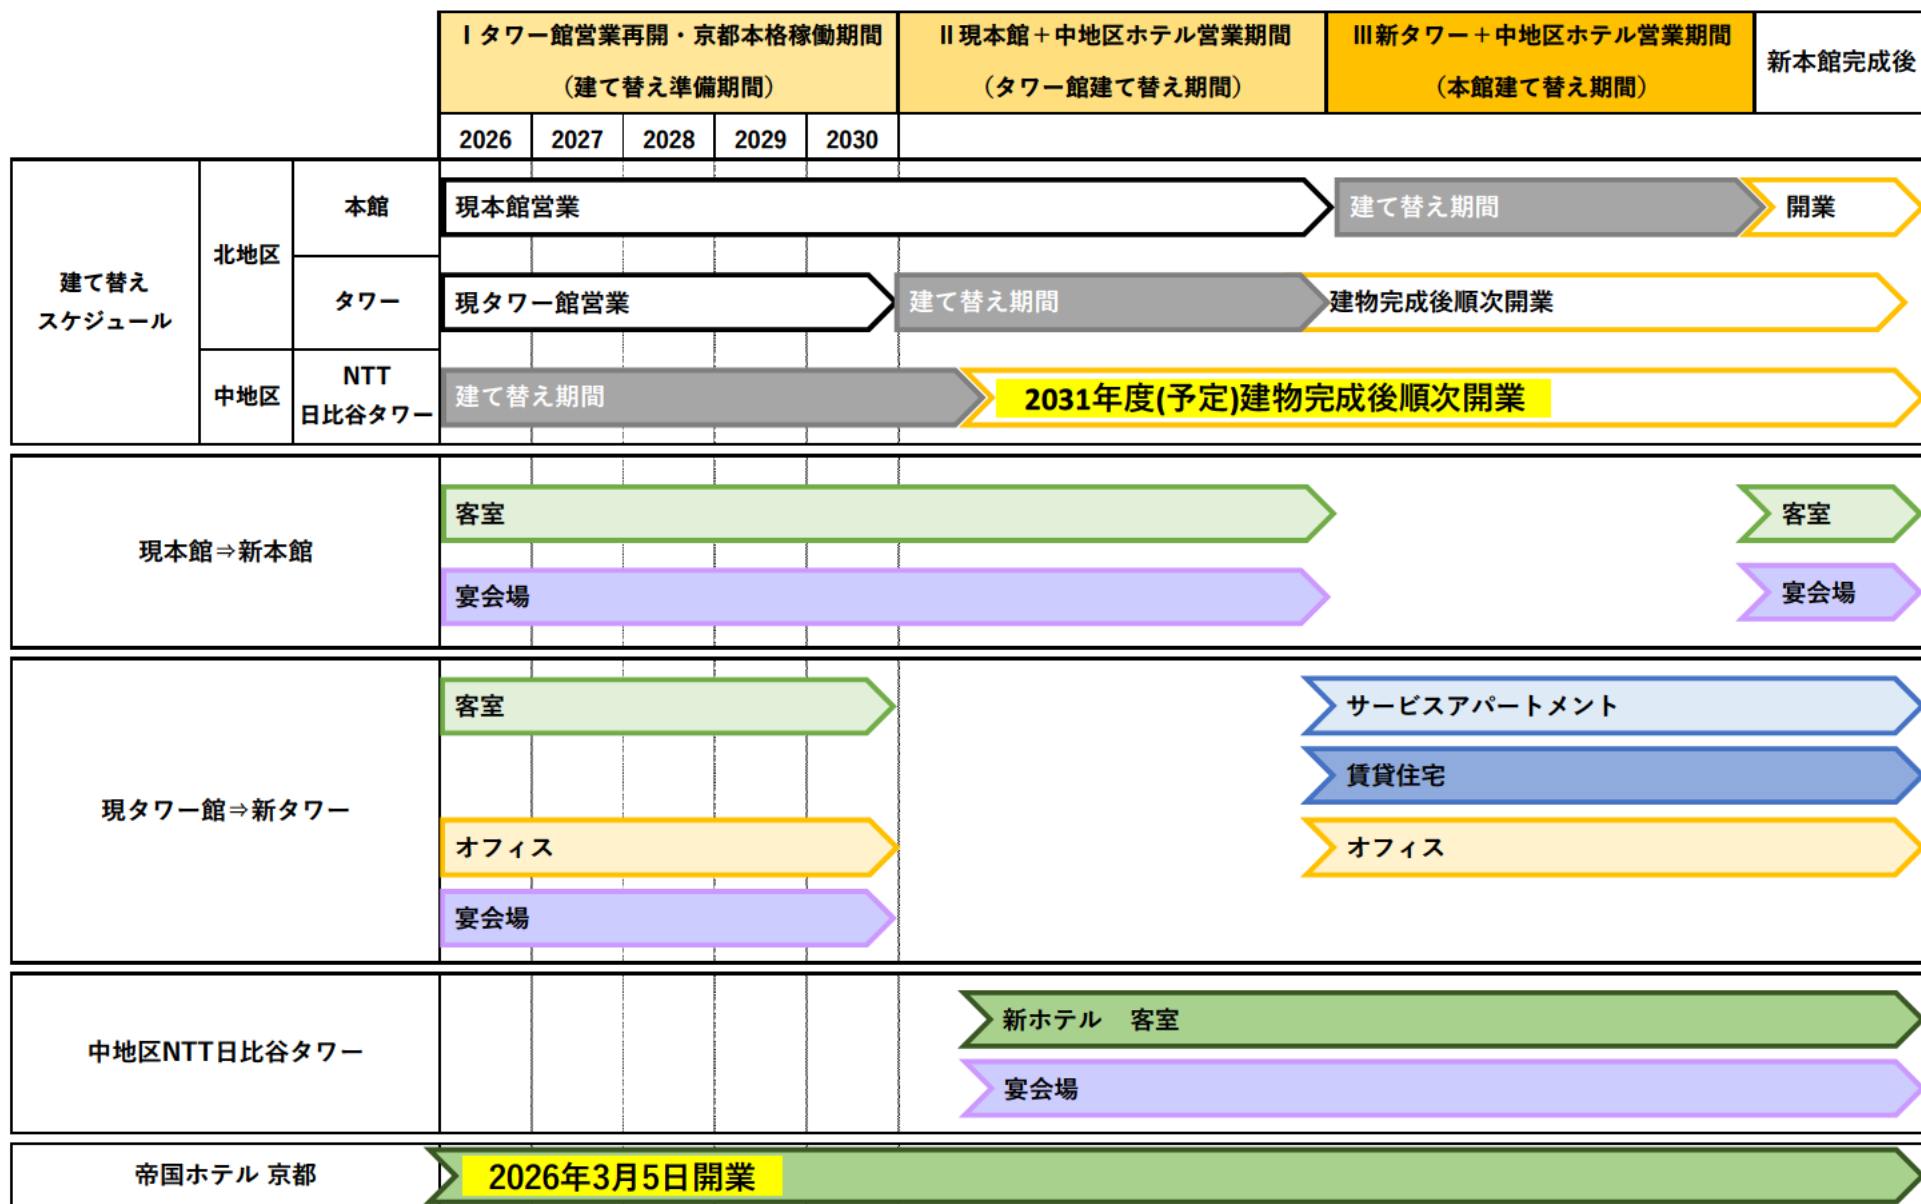 Ⅰタワー館営業再開・京都本格稼働期間
（建て替え準備期間）
Ⅱ現本館＋中地区ホテル営業期間
（タワー館建て替え期間）
Ⅲ新タワー＋中地区ホテル営業期間
（本館建て替え期間）
新本館完成後
2026 2027 2028 2029 2030
建て替え
スケジュール
北地区
本館
現本館営業
建て替え期間
開業
タワー
現タワー館営業
建て替え期間
建物完成後順次開業
中地区
NTT
日比谷タワー
建て替え期間
2031年度(予定)建物完成後順次開業
現本館⇒新本館
客室
客室
宴会場
宴会場
現タワー館⇒新タワー
客室
サービスアパートメント
賃貸住宅
オフィス
オフィス
宴会場
中地区NTT日比谷タワー
新ホテル　客室
宴会場
帝国ホテル 京都
2026年3月5日開業